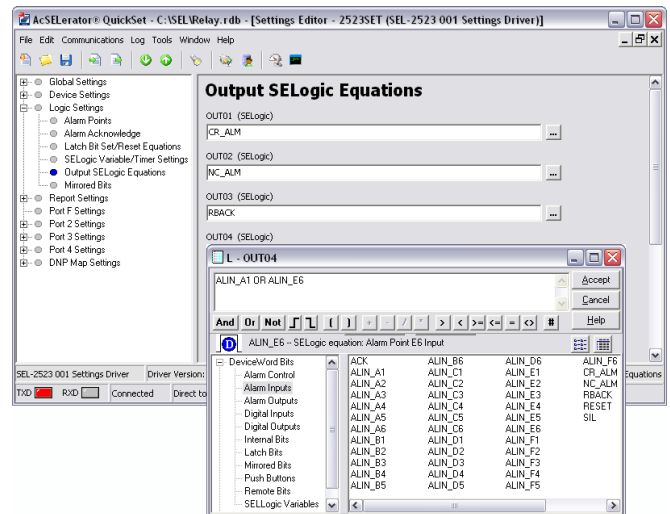 AcSELerator® QuickSet - C:\SEL\Relay.rdb - [Settings Editor - 2523SET (SEL-2523 001 Settings Driver)]
File Edit Communications Log Tools Window Help
Global Settings
Device Settings
Logic Settings
Alarm Points
Alarm Acknowledge
Latch Bit Set/Reset Equations
SELogic Variable/Timer Settings
Output SELogic Equations
Mirrored Bits
Report Settings
Port F Settings
Port 2 Settings
Port 3 Settings
Port 4 Settings
DNP Map Settings
Output SELogic Equations
OUT01 (SELogic)
CR_ALM
...
OUT02 (SELogic)
NC_ALM
...
OUT03 (SELogic)
RBACK
...
OUT04 (SELogic)
SEL-2523 001 Settings Driver Driver Version: Equations
TXD RXD Connected Direct to
L - OUT04
ALIN_A1 OR ALIN_E6
Accept
Cancel
Help
And Or Not ( ) + - / * > < >= <= = <> #
D ALIN_E6 -- SELogic equation: Alarm Point E6 Input
DeviceWord Bits
Alarm Control
Alarm Inputs
Alarm Outputs
Digital Inputs
Digital Outputs
Internal Bits
Latch Bits
Mirrored Bits
Push Buttons
Remote Bits
SELLogic Variables
ACK ALIN_B6 ALIN_D6 ALIN_F6
ALIN_A1 ALIN_C1 ALIN_E1 CR_ALM
ALIN_A2 ALIN_C2 ALIN_E2 NC_ALM
ALIN_A3 ALIN_C3 ALIN_E3 RBACK
ALIN_A4 ALIN_C4 ALIN_E4 RESET
ALIN_A5 ALIN_C5 ALIN_E5 SIL
ALIN_A6 ALIN_C6 ALIN_E6
ALIN_B1 ALIN_D1 ALIN_F1
ALIN_B2 ALIN_D2 ALIN_F2
ALIN_B3 ALIN_D3 ALIN_F3
ALIN_B4 ALIN_D4 ALIN_F4
ALIN_B5 ALIN_D5 ALIN_F5